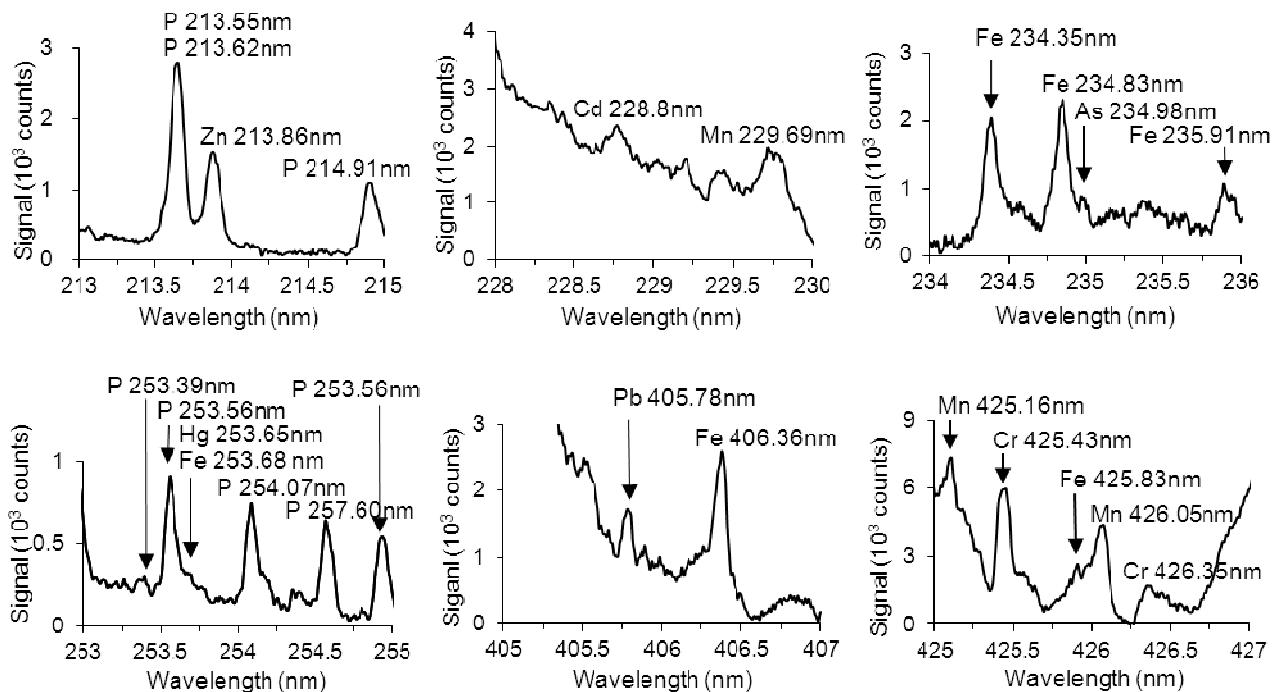 P 213.55nm
P 213.62nm
Zn 213.86nm
P 214.91nm
Signal (10³ counts)
3
2
1
0
213 213.5 214 214.5 215
Wavelength (nm)
Cd 228.8nm
Mn 229.69nm
Signal (10³ counts)
4
3
2
1
0
228 228.5 229 229.5 230
Wavelength (nm)
Fe 234.35nm
Fe 234.83nm
As 234.98nm
Fe 235.91nm
Signal (10³ counts)
3
2
1
0
234 234.5 235 235.5 236
Wavelength (nm)
P 253.39nm
P 253.56nm
P 253.56nm
Hg 253.65nm
Fe 253.68 nm
P 254.07nm
P 257.60nm
Signal (10³ counts)
1
0.5
0
253 253.5 254 254.5 255
Wavelength (nm)
Pb 405.78nm
Fe 406.36nm
Siganl (10³ counts)
3
2
1
0
405 405.5 406 406.5 407
Wavelength (nm)
Mn 425.16nm
Cr 425.43nm
Fe 425.83nm
Mn 426.05nm
Cr 426.35nm
Signal (10³ counts)
9
6
3
0
425 425.5 426 426.5 427
Wavelength (nm)